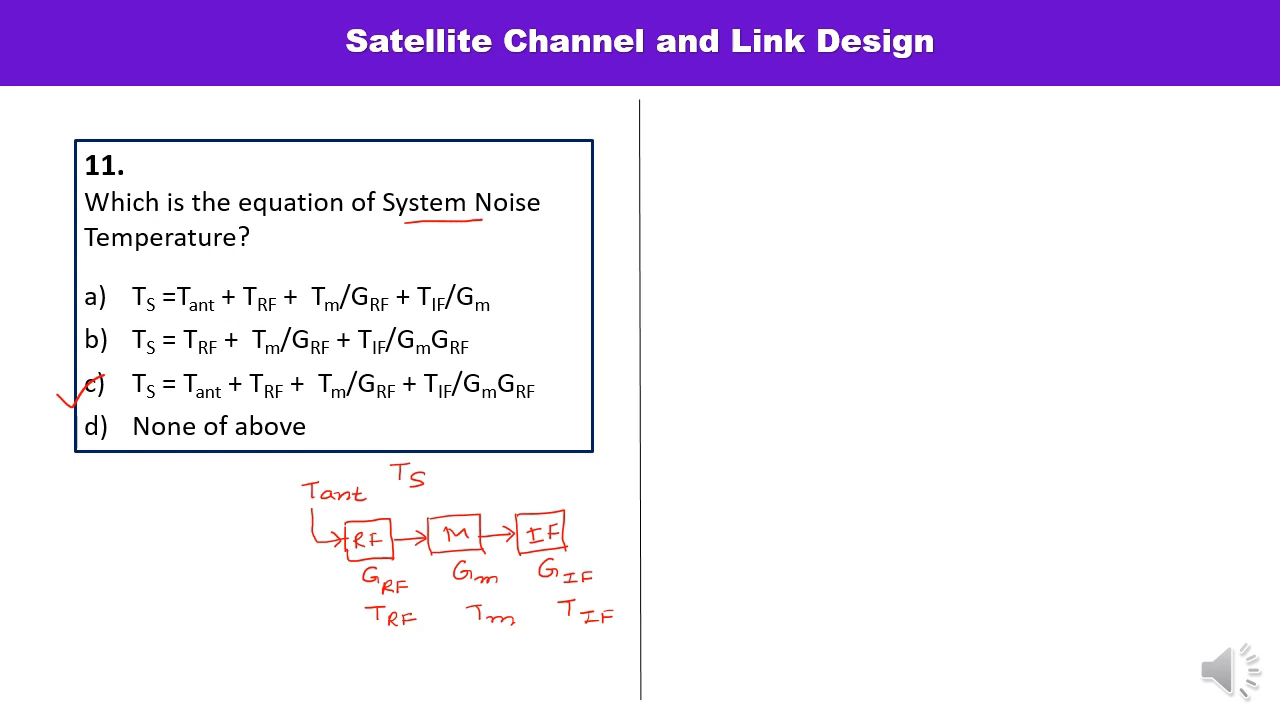 Satellite Channel and Link Design
11.
Which is the equation of System Noise
Temperature?
a) TS =Tant + TRF + Tm/GRF + TIF/Gm
b) TS = TRF + Tm/GRF + TIF/GmGRF
c) TS = Tant + TRF + Tm/GRF + TIF/GmGRF
d) None of above
TS
Tant
RF M IF
GRF Gm GIF
TRF Tm TIF